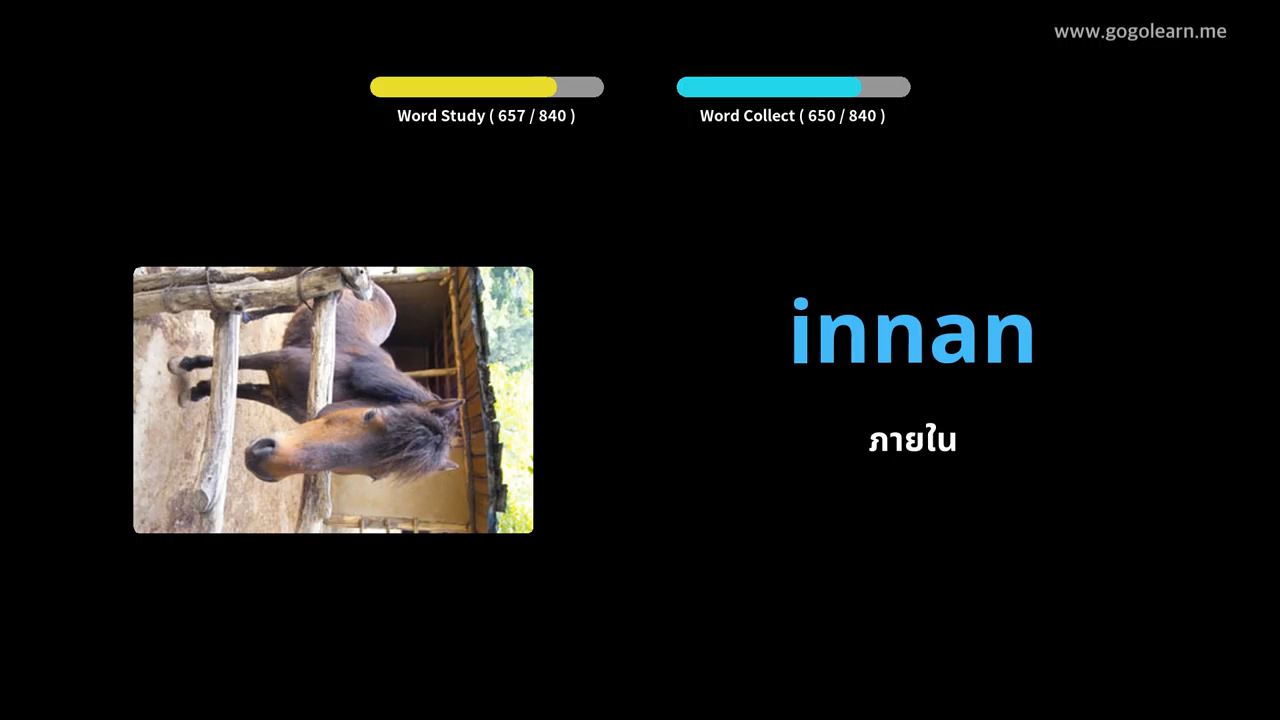 www.gogolearn.me
Word Study ( 657 / 840 )
Word Collect ( 650 / 840 )
innan
ภายใน